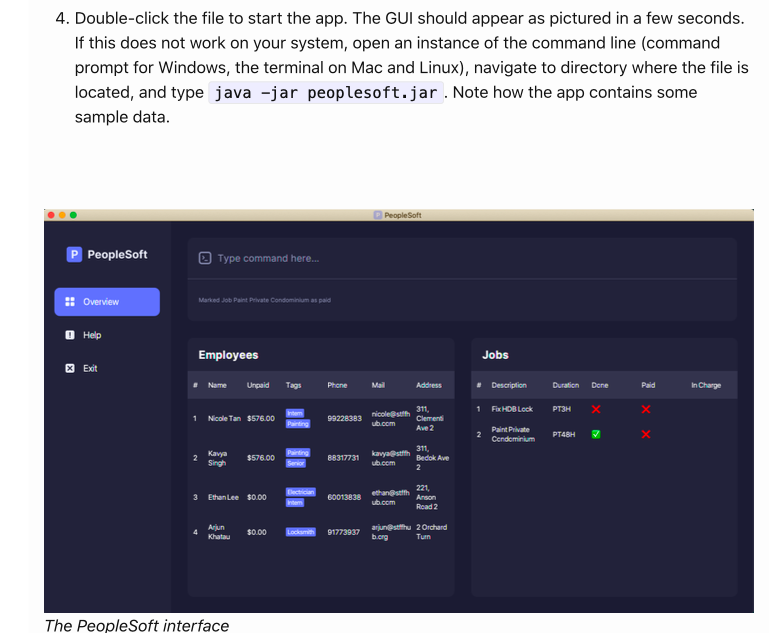 4. Double-click the file to start the app. The GUI should appear as pictured in a few seconds.
If this does not work on your system, open an instance of the command line (command
prompt for Windows, the terminal on Mac and Linux), navigate to directory where the file is
located, and type java -jar peoplesoft.jar. Note how the app contains some
sample data.
P PeopleSoft
P PeopleSoft
Type command here...
Overview
Marked Job Paint Private Condominium as paid
Help
Exit
Employees
# Name Unpaid Tags Phone Mail Address
1 Nicole Tan $576.00 Intern Painting 99228383 nicole@stffhub.com 311, Clementi Ave 2
2 Kavya Singh $576.00 Painting Senior 88317731 kavya@stffhub.com 311, Bedok Ave 2
3 Ethan Lee $0.00 Electrician Intern 60013838 ethan@stffhub.com 221, Anson Road 2
4 Arjun Khatau $0.00 Locksmith 91773937 arjun@stffhub.org 2 Orchard Turn
Jobs
# Description Duration Done Paid In Charge
1 Fix HDB Lock PT3H
2 Paint Private Condominium PT48H
The PeopleSoft interface